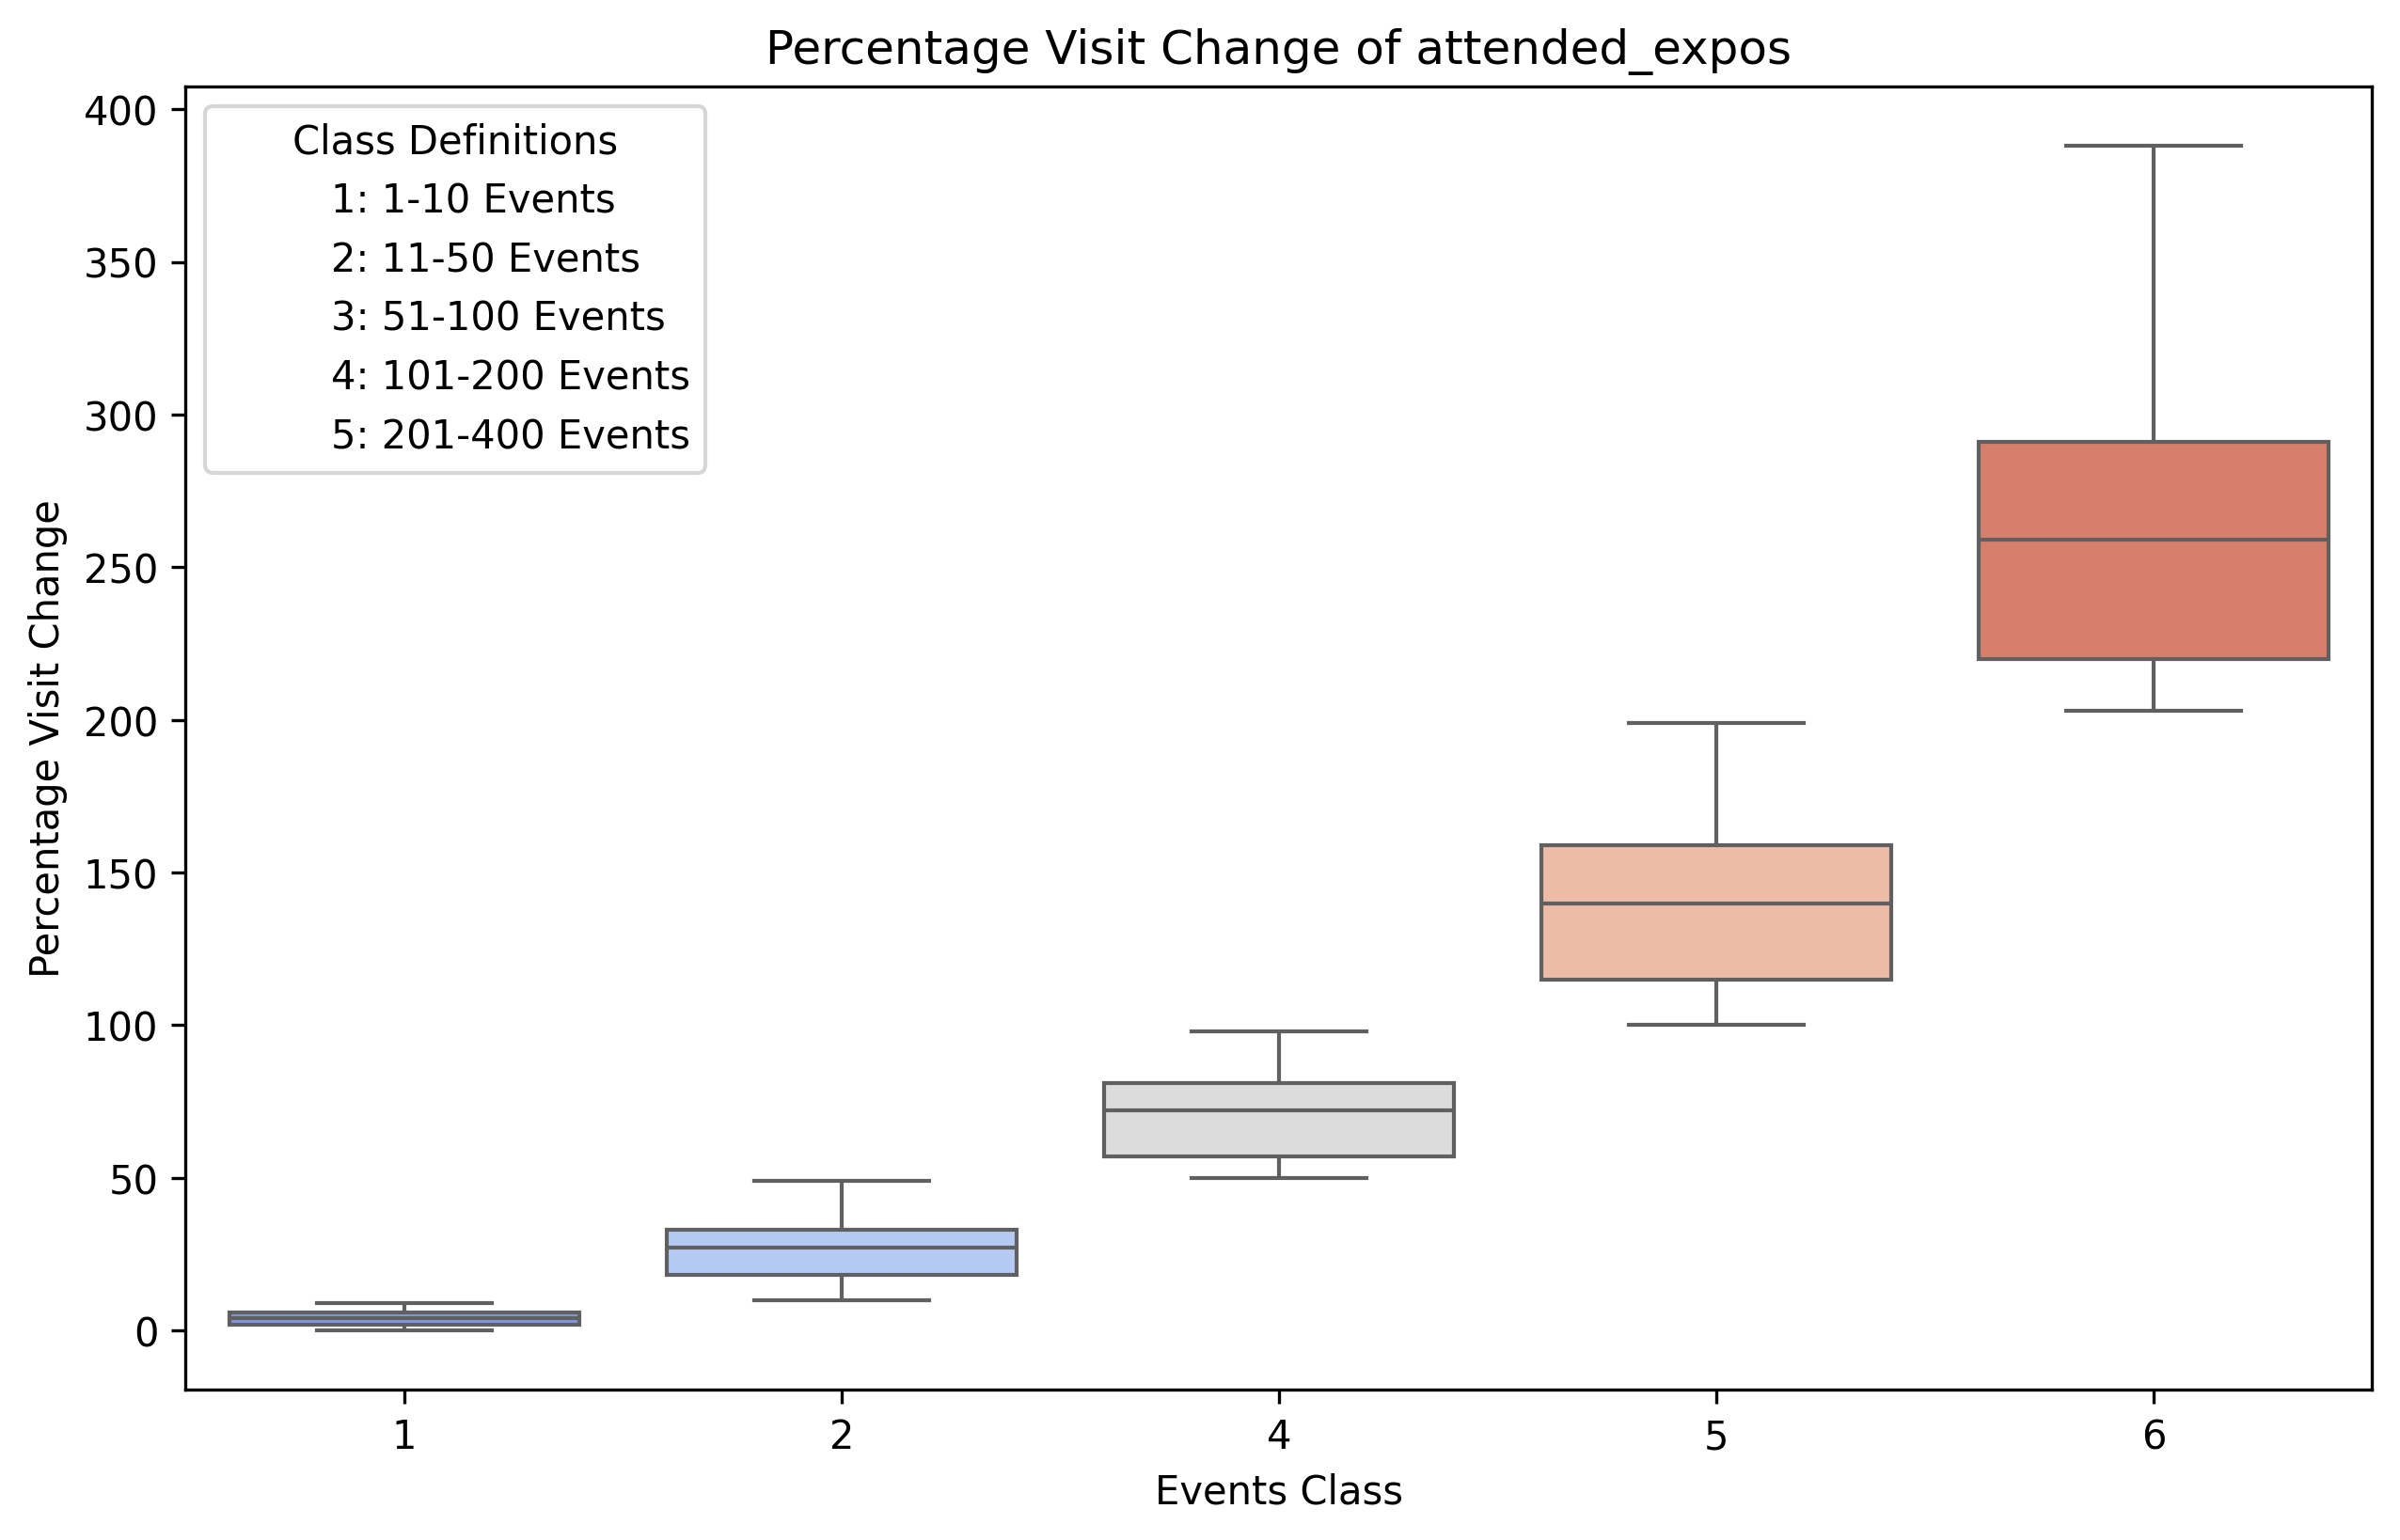 Percentage Visit Change of attended_expos
Class Definitions
1: 1-10 Events
2: 11-50 Events
3: 51-100 Events
4: 101-200 Events
5: 201-400 Events
Percentage Visit Change
400
350
300
250
200
150
100
50
0
1 2 4 5 6
Events Class